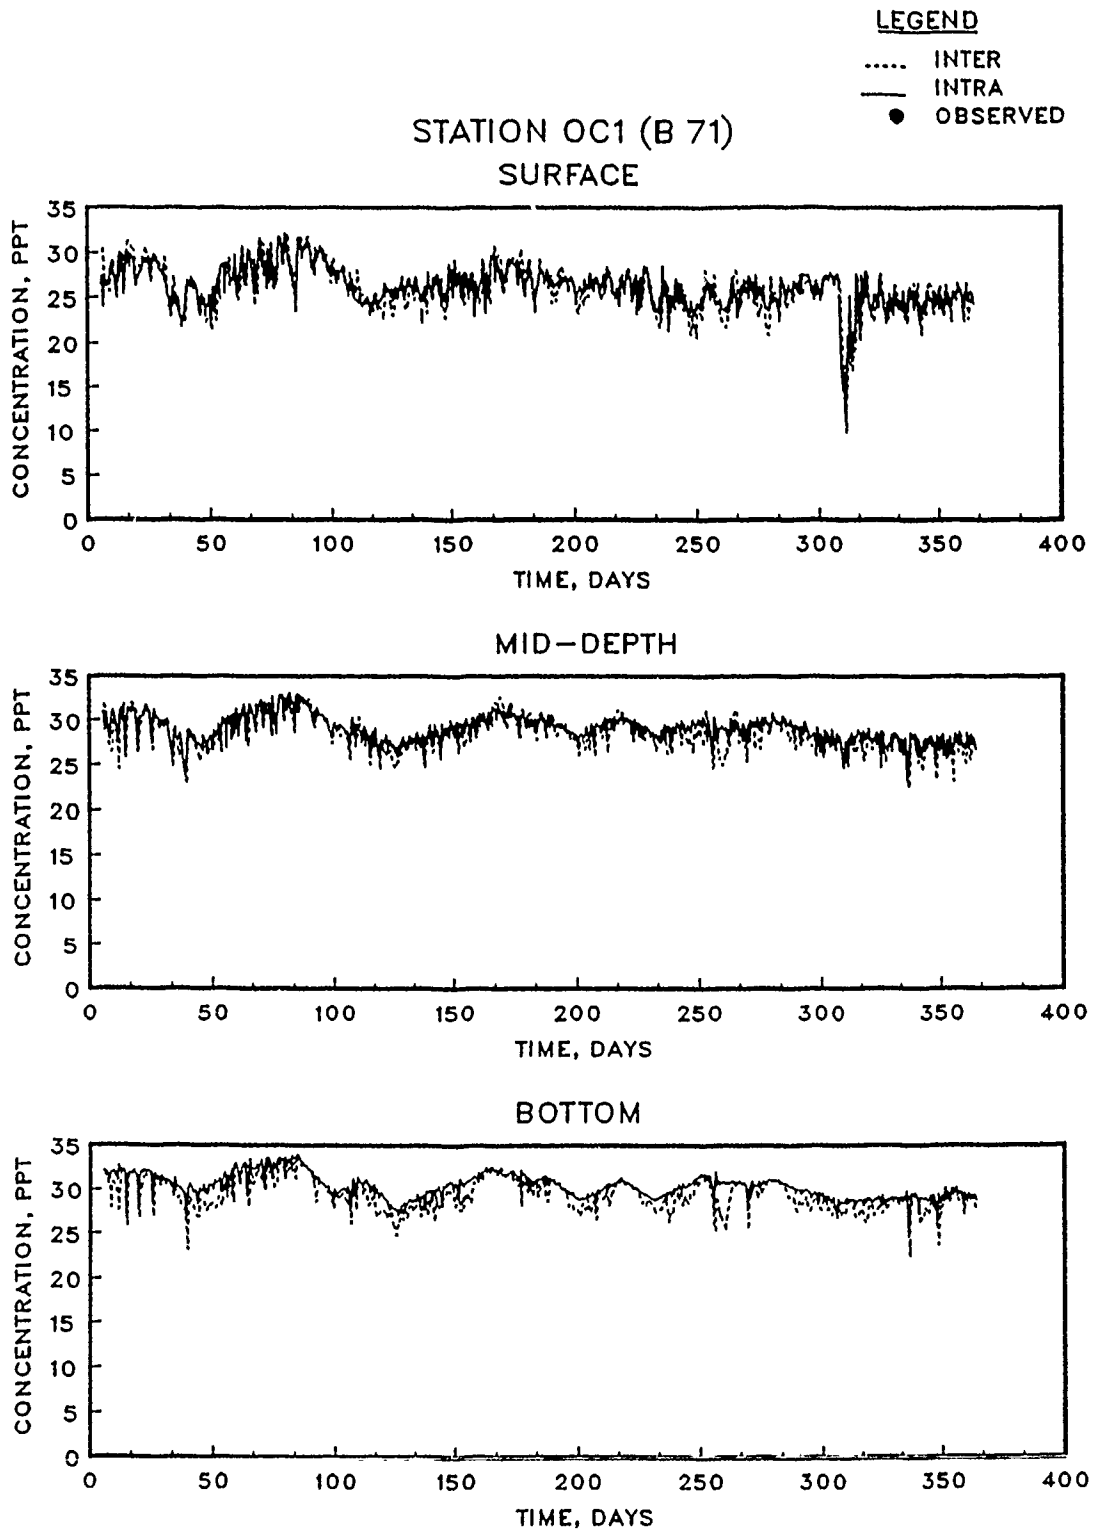 LEGEND
INTER
INTRA
OBSERVED
STATION OC1 (B 71)
SURFACE
CONCENTRATION, PPT
35
30
25
20
15
10
5
0
0 50 100 150 200 250 300 350 400
TIME, DAYS
MID-DEPTH
CONCENTRATION, PPT
35
30
25
20
15
10
5
0
0 50 100 150 200 250 300 350 400
TIME, DAYS
BOTTOM
CONCENTRATION, PPT
35
30
25
20
15
10
5
0
0 50 100 150 200 250 300 350 400
TIME, DAYS